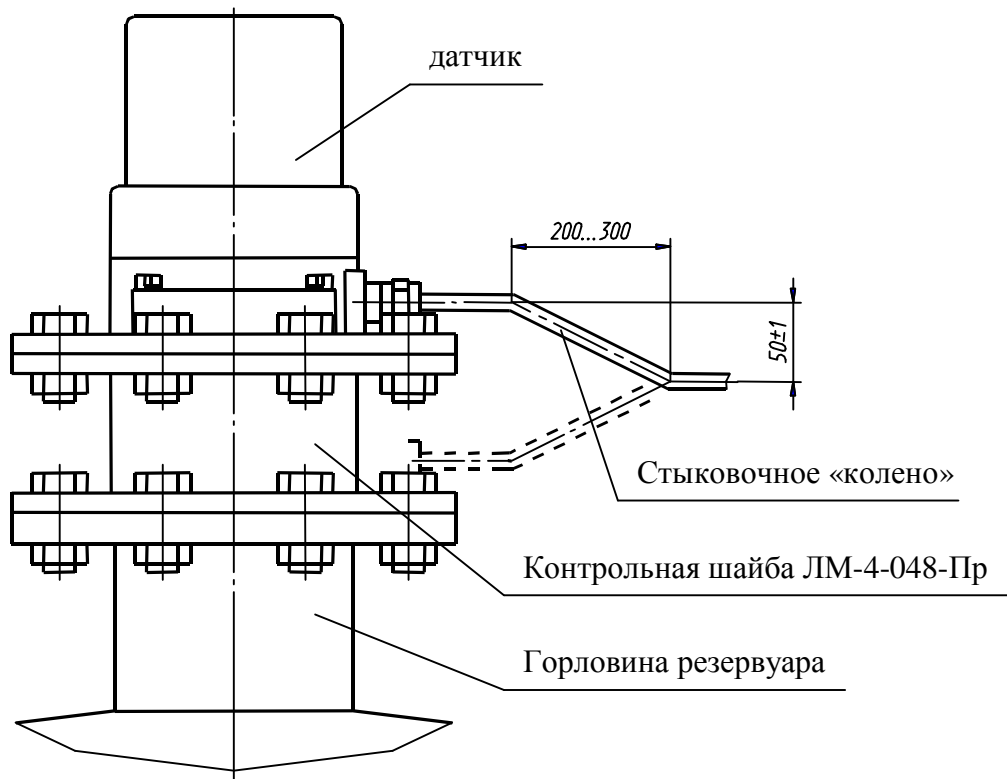 датчик
200...300
50±1
Стыковочное «колено»
Контрольная шайба ЛМ-4-048-Пр
Горловина резервуара